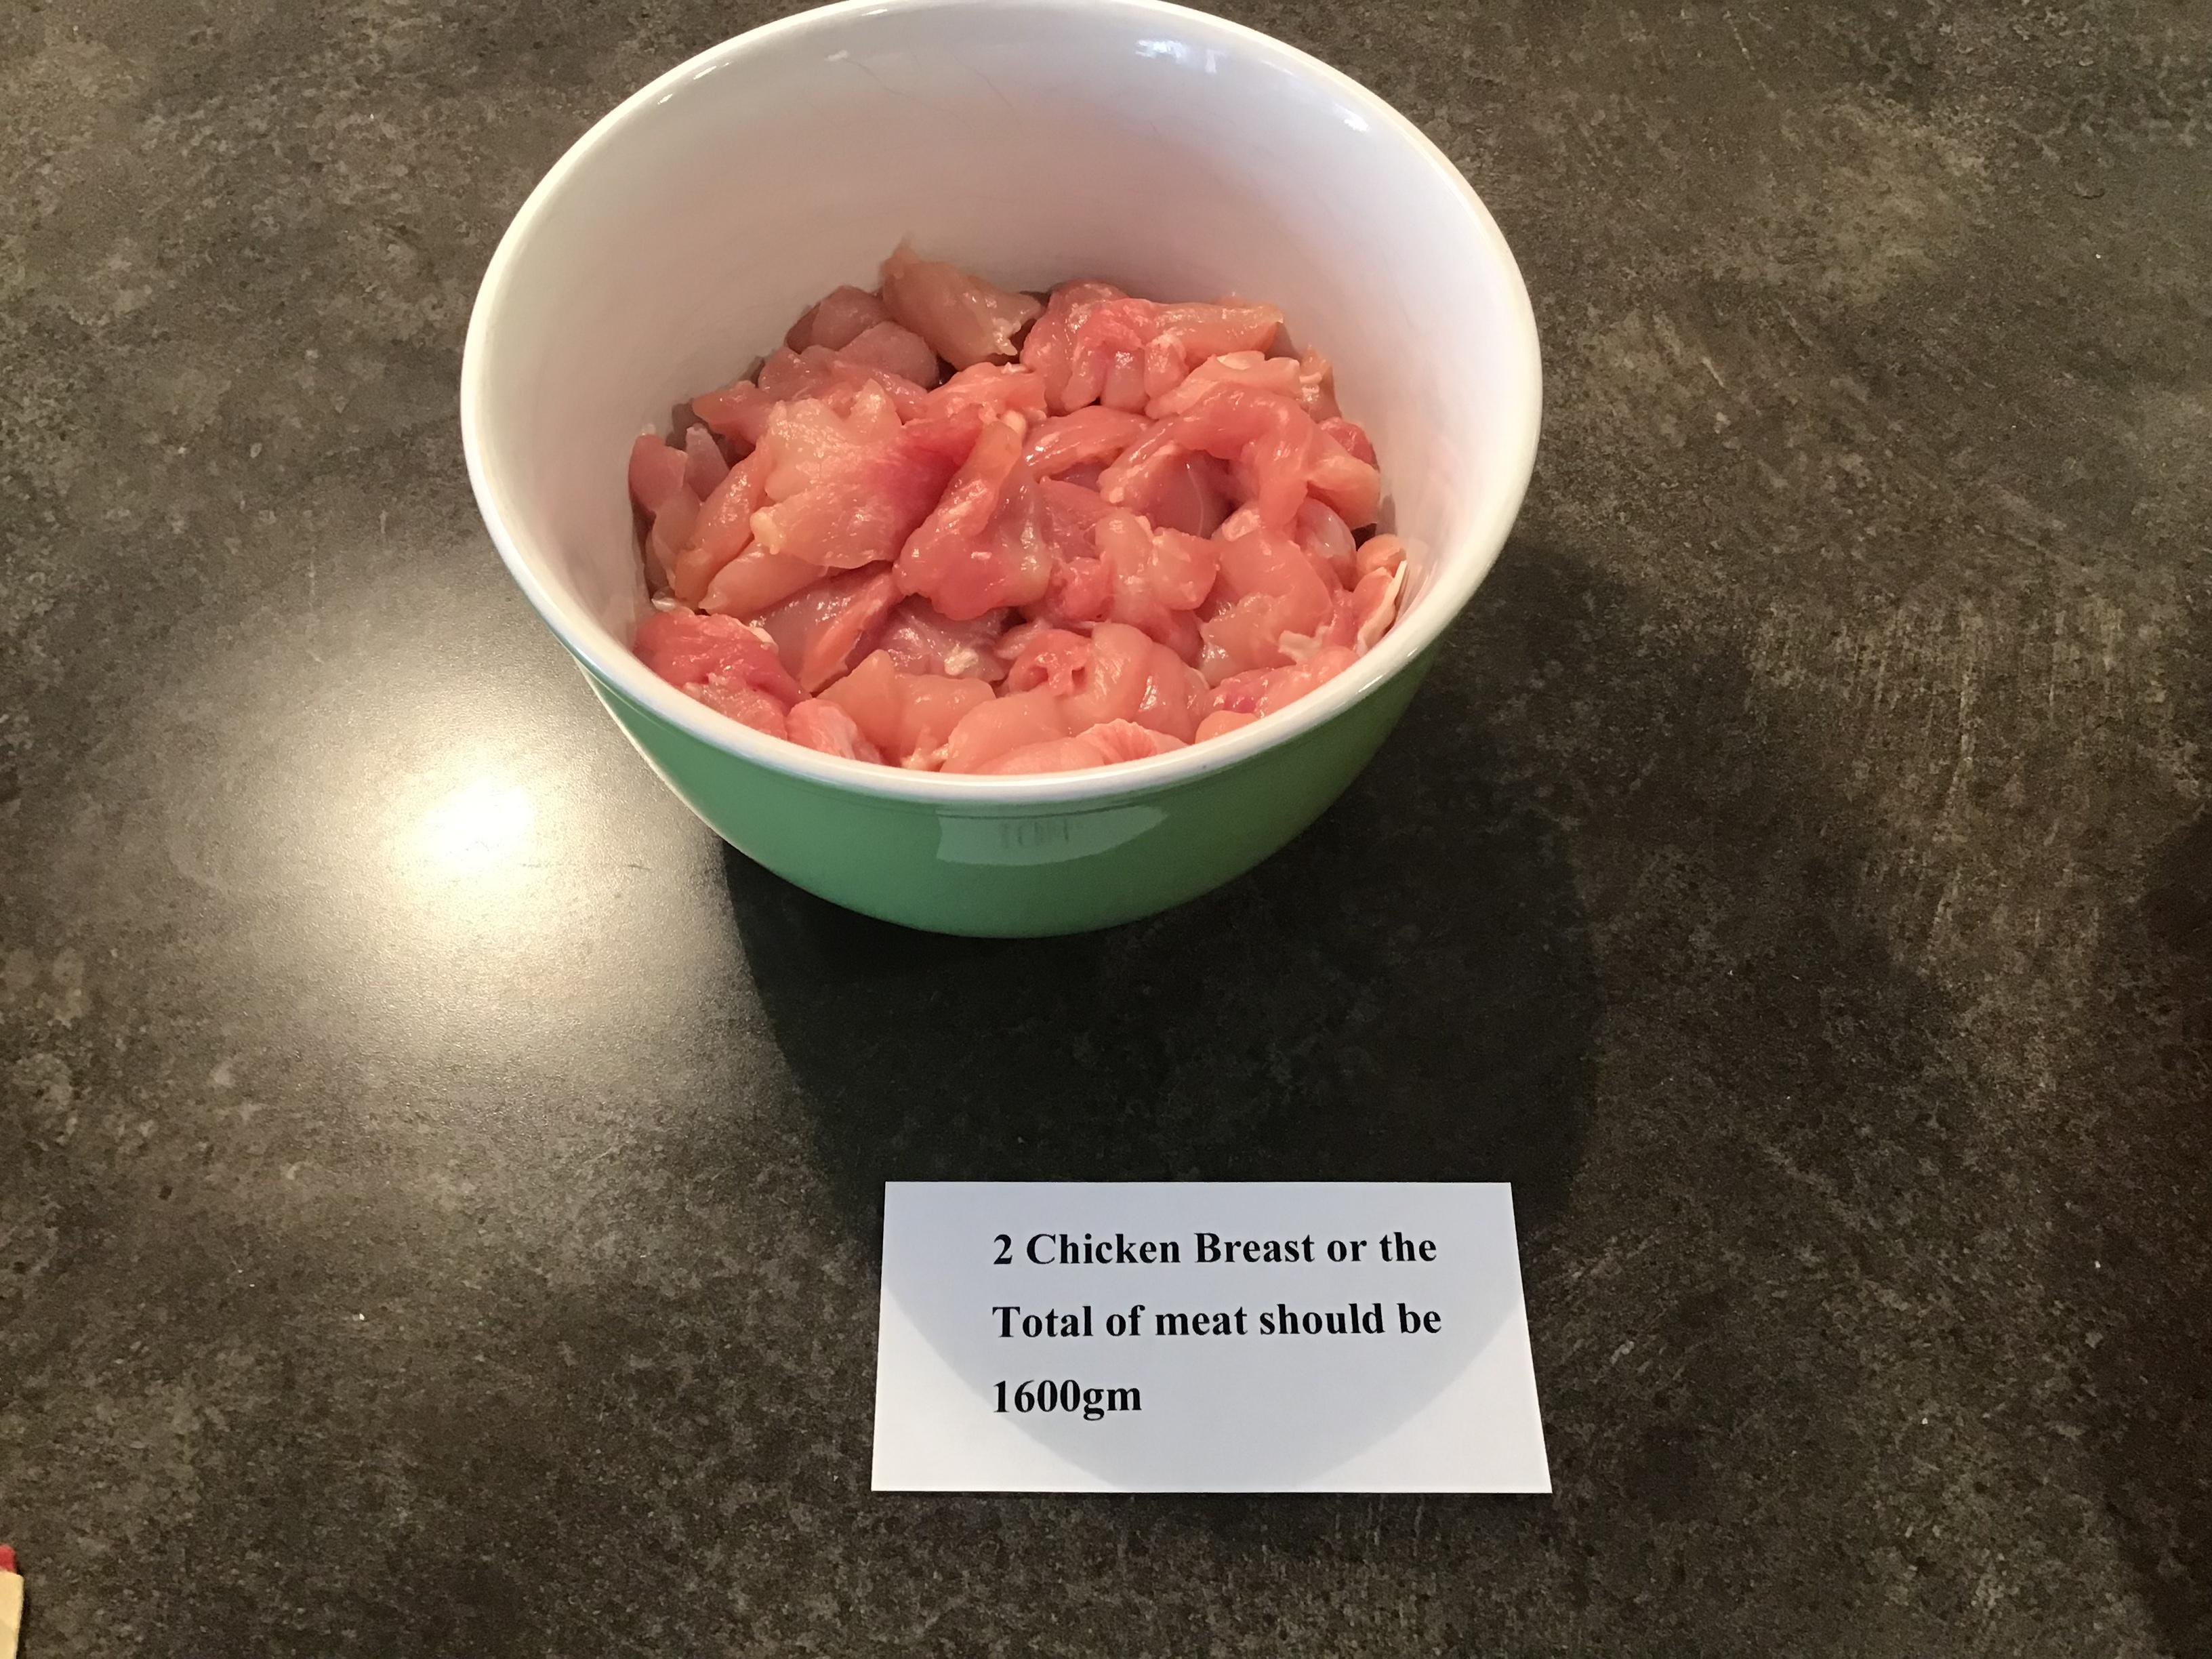 2 Chicken Breast or the
Total of meat should be
1600gm